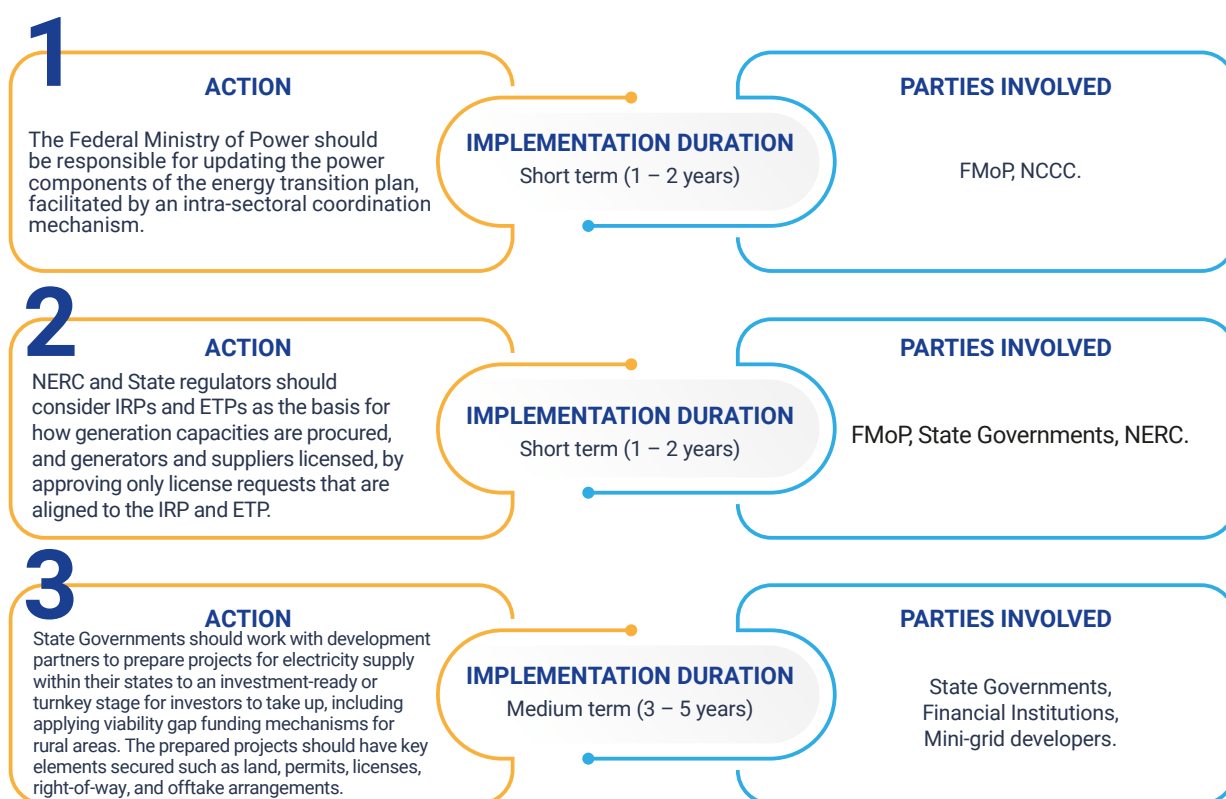 1
ACTION
The Federal Ministry of Power should
be responsible for updating the power
components of the energy transition plan,
facilitated by an intra-sectoral coordination
mechanism.
IMPLEMENTATION DURATION
Short term (1 – 2 years)
PARTIES INVOLVED
FMoP, NCCC.
2
ACTION
NERC and State regulators should
consider IRPs and ETPs as the basis for
how generation capacities are procured,
and generators and suppliers licensed, by
approving only license requests that are
aligned to the IRP and ETP.
IMPLEMENTATION DURATION
Short term (1 – 2 years)
PARTIES INVOLVED
FMoP, State Governments, NERC.
3
ACTION
State Governments should work with development
partners to prepare projects for electricity supply
within their states to an investment-ready or
turnkey stage for investors to take up, including
applying viability gap funding mechanisms for
rural areas. The prepared projects should have key
elements secured such as land, permits, licenses,
right-of-way, and offtake arrangements.
IMPLEMENTATION DURATION
Medium term (3 – 5 years)
PARTIES INVOLVED
State Governments,
Financial Institutions,
Mini-grid developers.